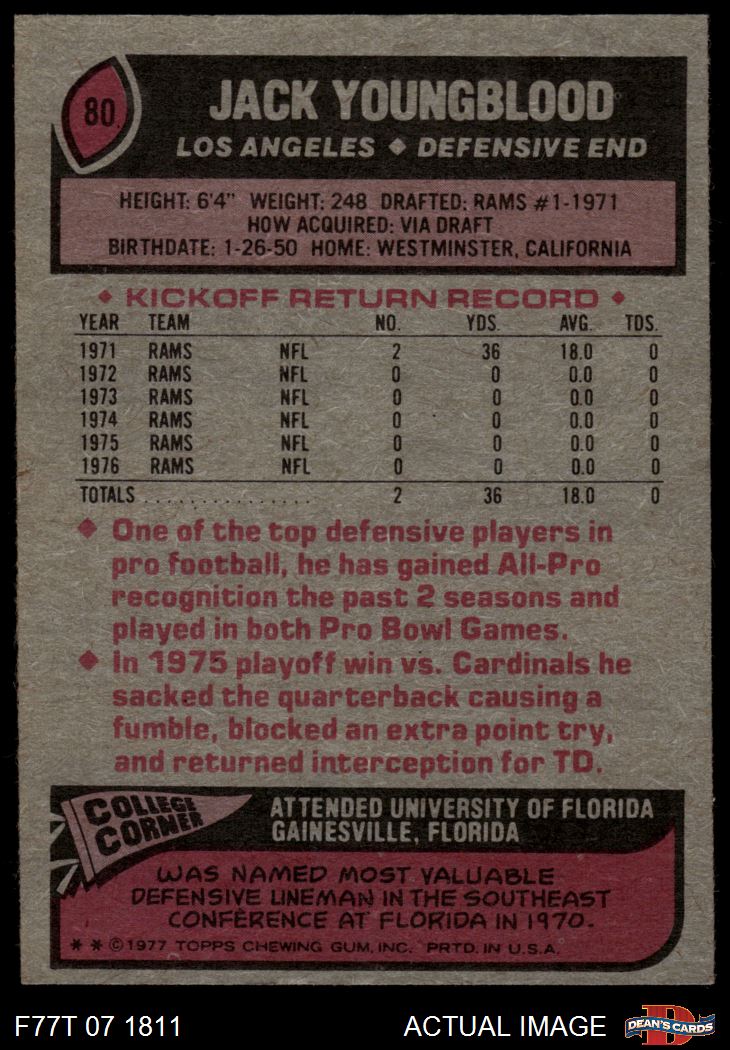 80
JACK YOUNGBLOOD
LOS ANGELES ◆ DEFENSIVE END
HEIGHT: 6'4" WEIGHT: 248 DRAFTED: RAMS #1-1971
HOW ACQUIRED: VIA DRAFT
BIRTHDATE: 1-26-50 HOME: WESTMINSTER, CALIFORNIA
◆ KICKOFF RETURN RECORD ◆
YEAR TEAM NO. YDS. AVG. TDS.
1971 RAMS NFL 2 36 18.0 0
1972 RAMS NFL 0 0 0.0 0
1973 RAMS NFL 0 0 0.0 0
1974 RAMS NFL 0 0 0.0 0
1975 RAMS NFL 0 0 0.0 0
1976 RAMS NFL 0 0 0.0 0
TOTALS . . . . . . . . . . . . . . . 2 36 18.0 0
◆ One of the top defensive players in
pro football, he has gained All-Pro
recognition the past 2 seasons and
played in both Pro Bowl Games.
◆ In 1975 playoff win vs. Cardinals he
sacked the quarterback causing a
fumble, blocked an extra point try,
and returned interception for TD.
COLLEGE
CORNER
ATTENDED UNIVERSITY OF FLORIDA
GAINESVILLE, FLORIDA
WAS NAMED MOST VALUABLE
DEFENSIVE LINEMAN IN THE SOUTHEAST
CONFERENCE AT FLORIDA IN 1970.
* * © 1977 TOPPS CHEWING GUM, INC. PRTD. IN U.S.A.
F77T 07 1811
ACTUAL IMAGE
D
DEAN'S CARDS